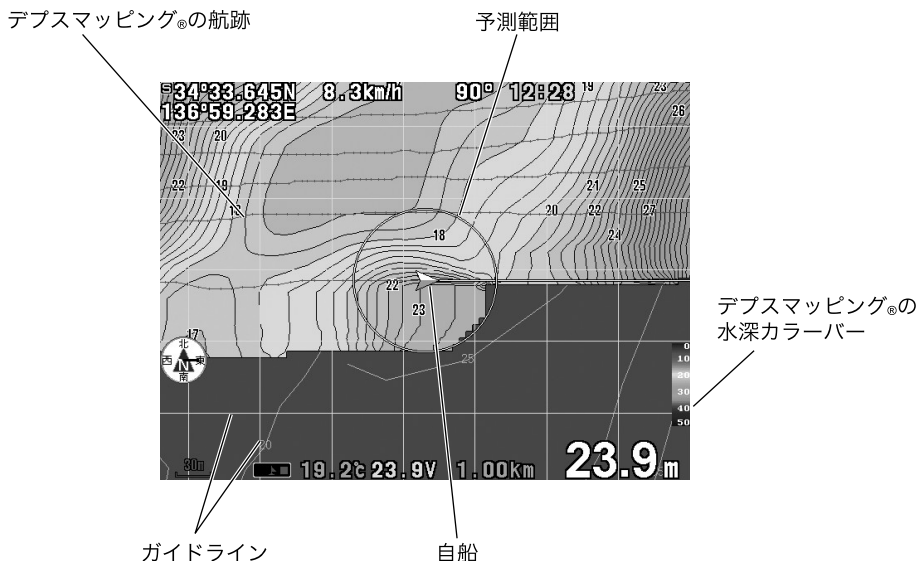 デプスマッピング®の航跡
予測範囲
34°33.645N 8.3km/h 90° 12:28
136°59.283E
19
23
26
23
20
22
19
21
25
18
20
22
27
18
24
22
23
17
北
西 N 東
南
25
20
デプスマッピング®の
水深カラーバー
0
10
20
30
40
50
30m
19.2℃ 23.9V 1.00km 23.9m
ガイドライン
自船